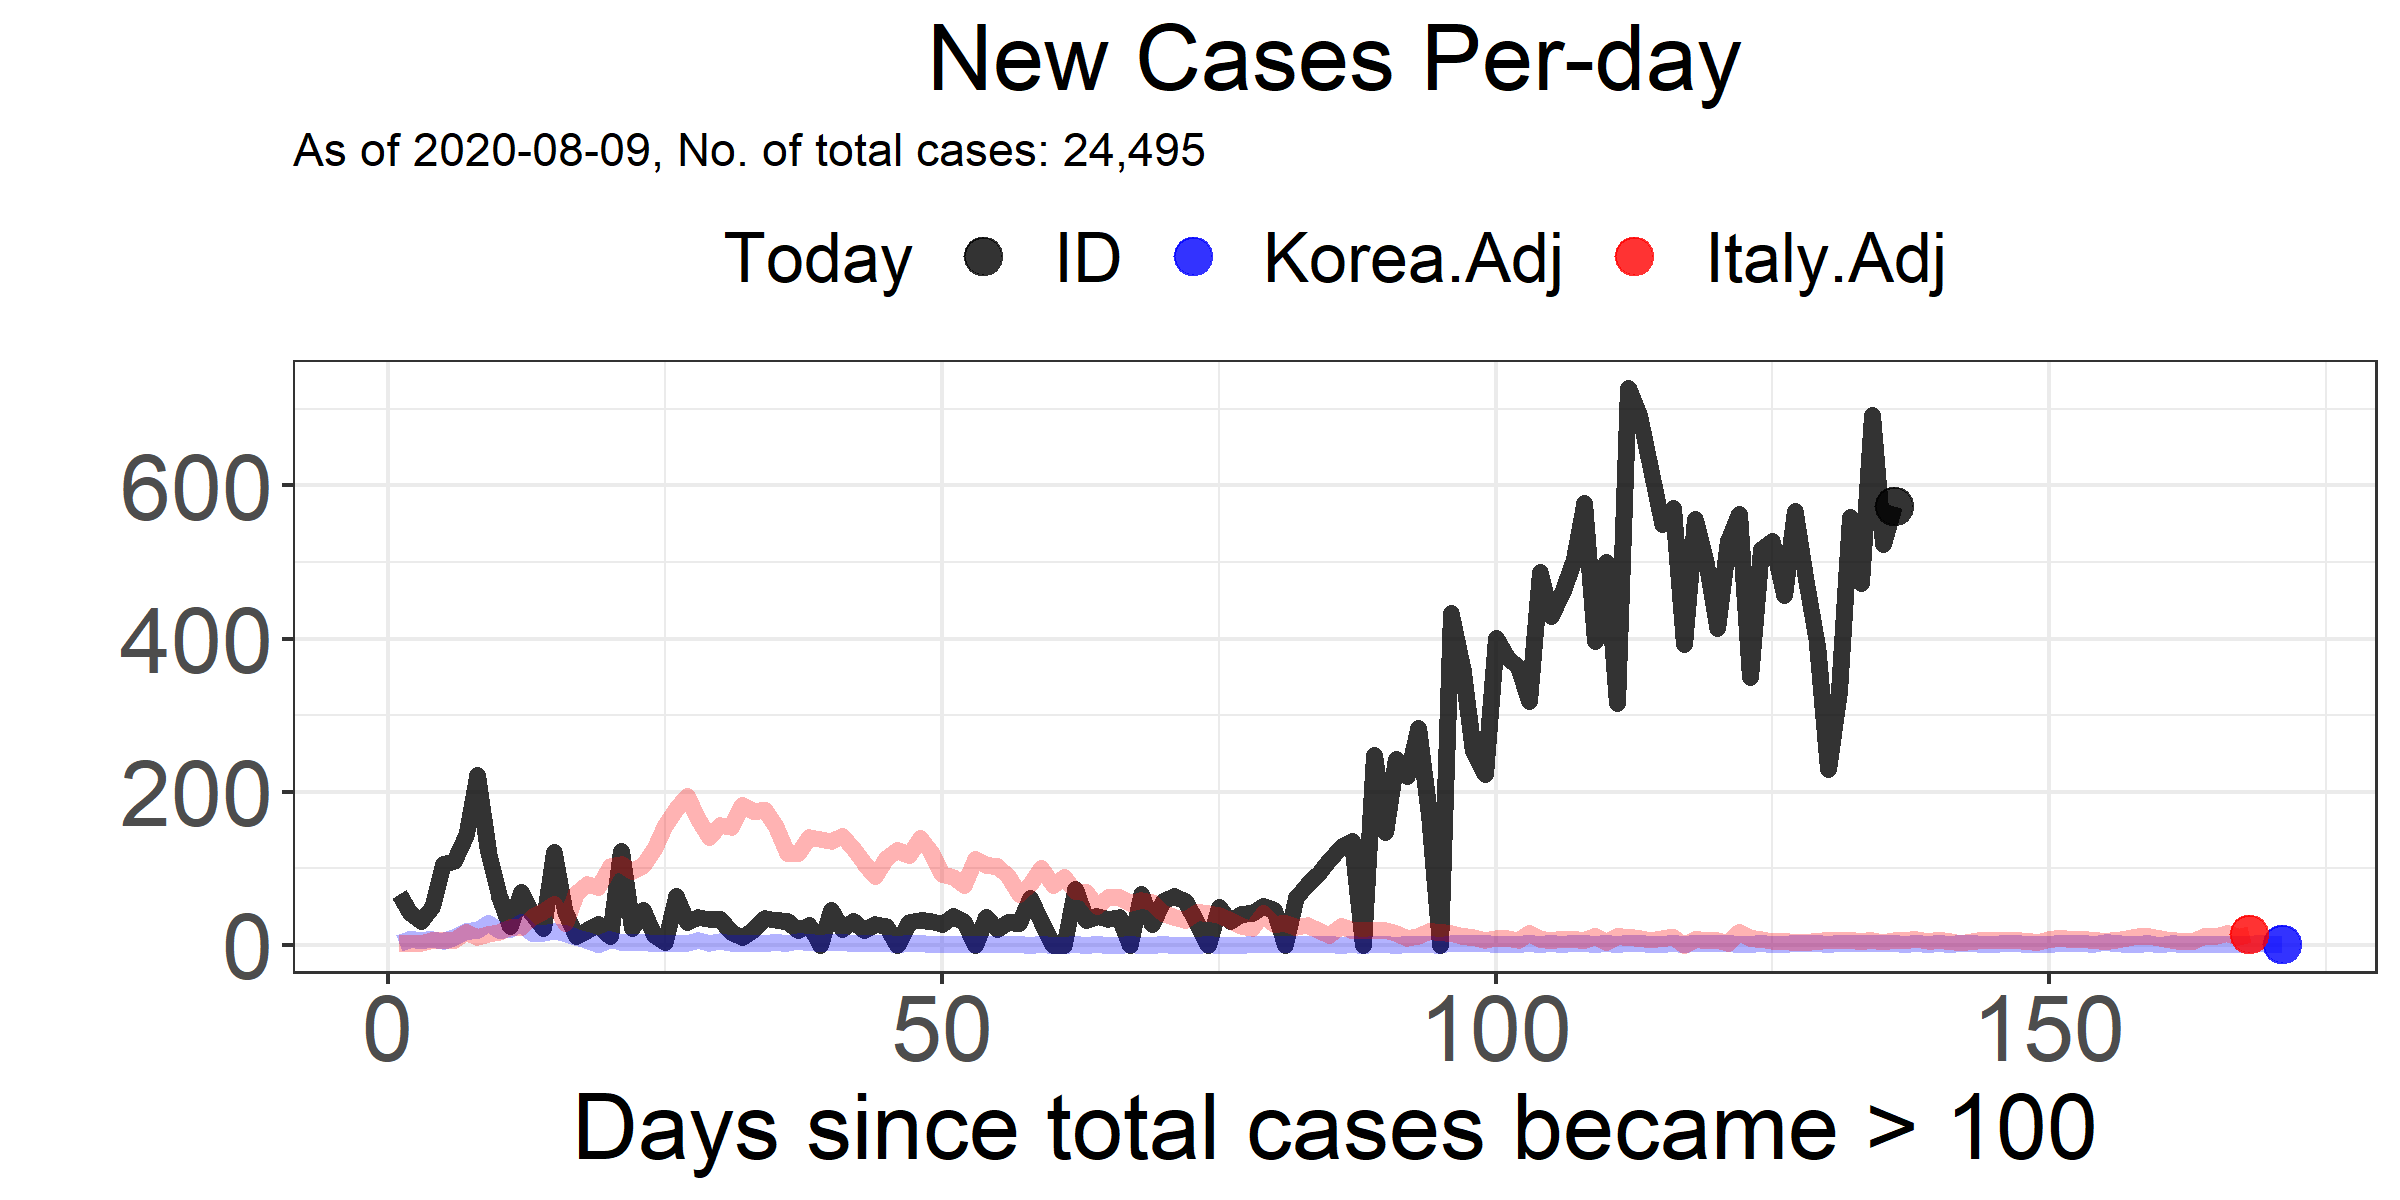 New Cases Per-day
As of 2020-08-09, No. of total cases: 24,495
Today ID Korea.Adj Italy.Adj
600
400
200
0
0 50 100 150
Days since total cases became > 100